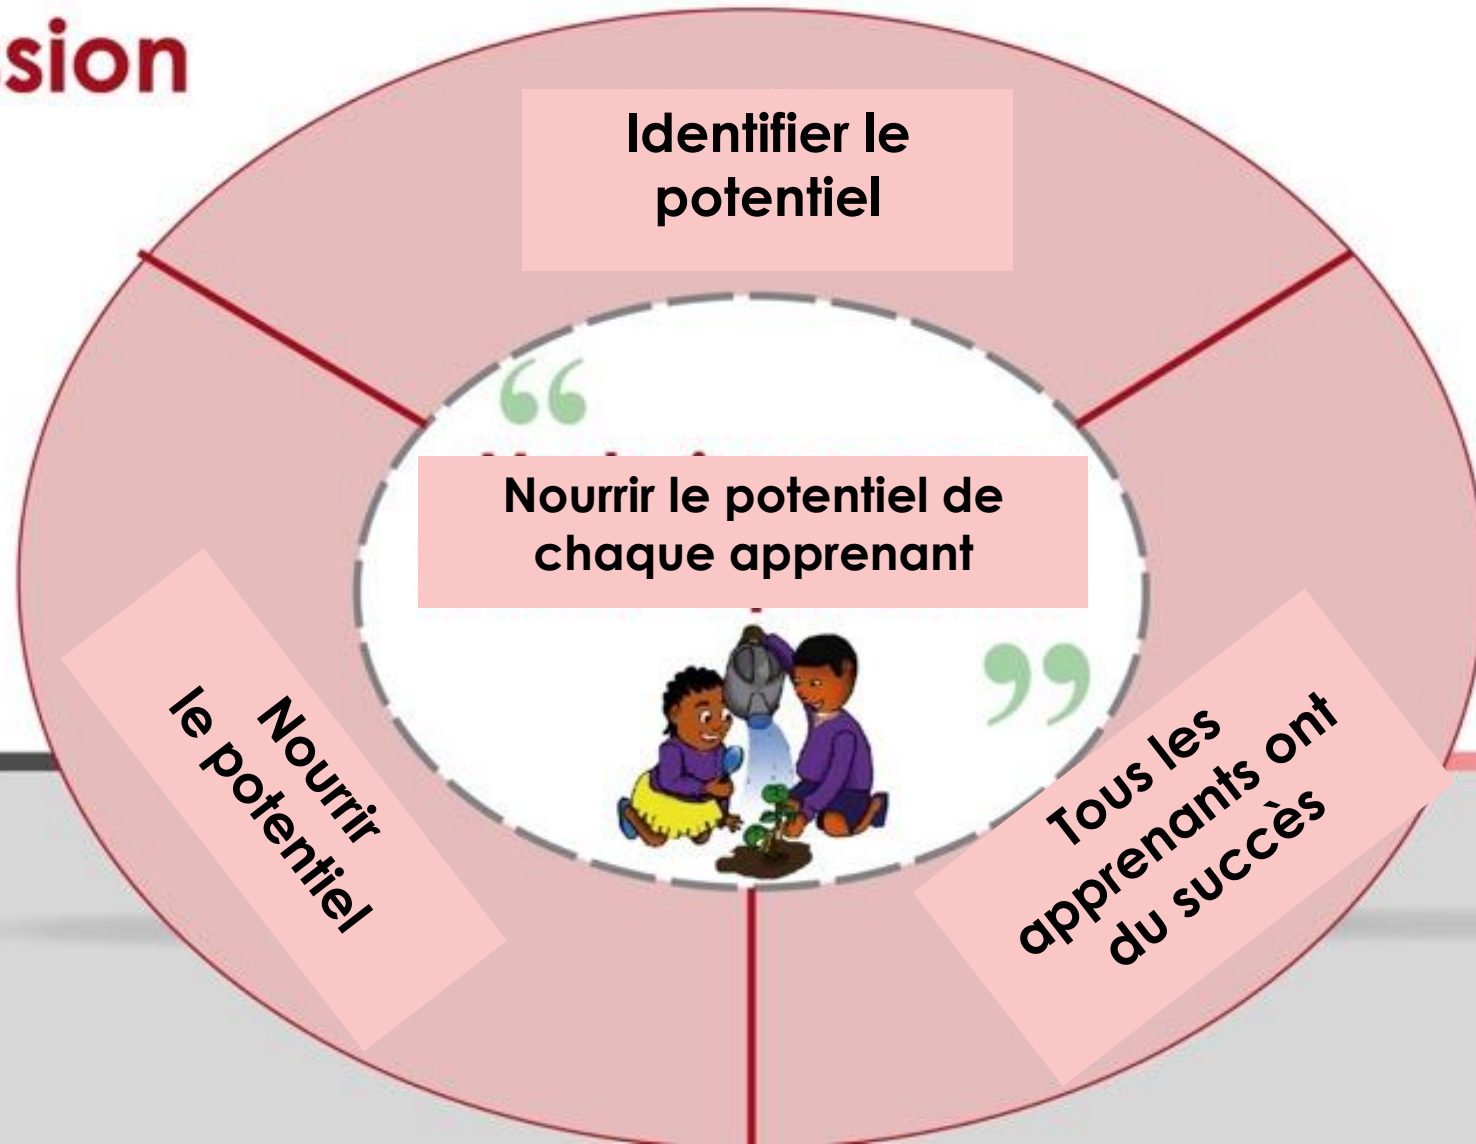 sion
Identifier le
potentiel
“
Nourrir le potentiel de
chaque apprenant
”
Nourrir
le potentiel
Tous les
apprenants ont
du succès